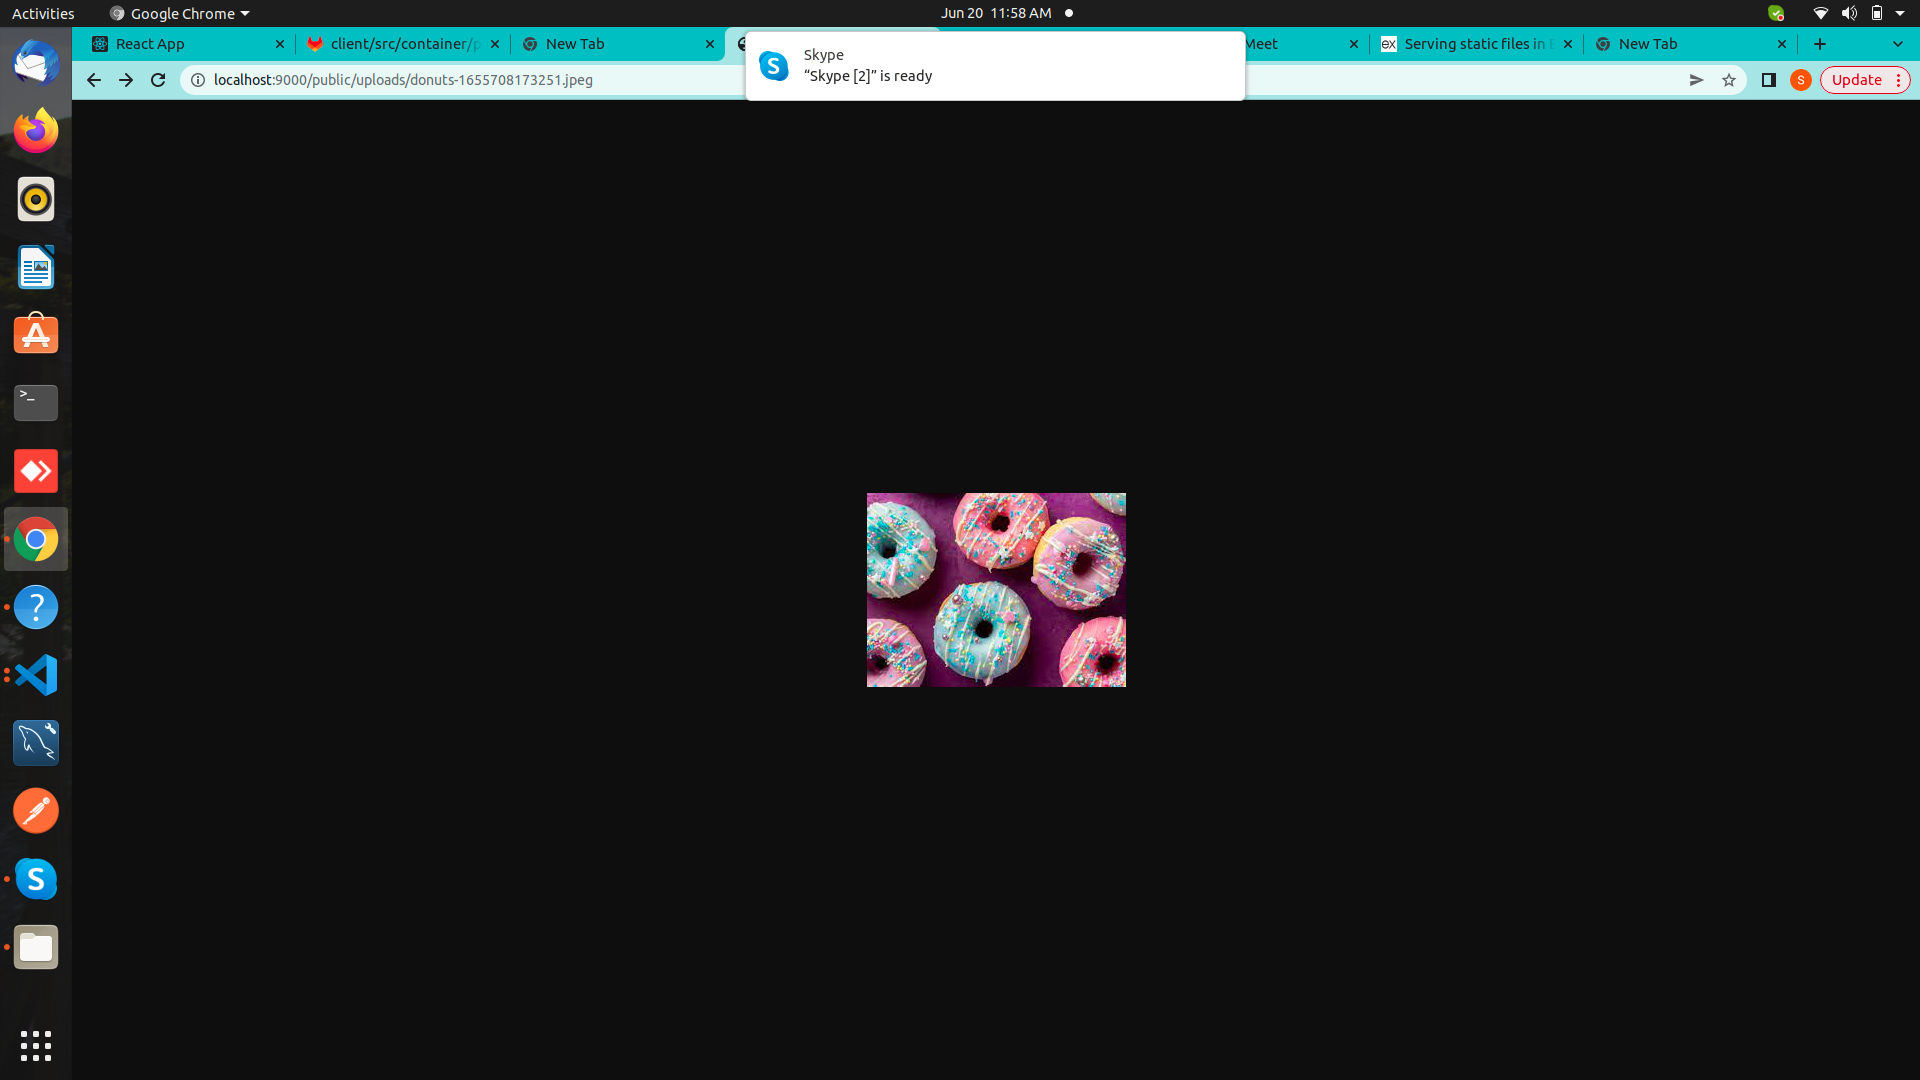 Activities
Google Chrome
Jun 20 11:58 AM
React App
client/src/container/p
New Tab
Meet
ex
Serving static files in E
New Tab
localhost:9000/public/uploads/donuts-1655708173251.jpeg
S
Update
S
Skype
“Skype [2]” is ready
>_
?
S